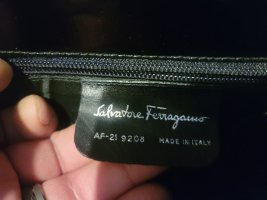 Salvatore Ferragamo
AF-21 9208 MADE IN ITALY